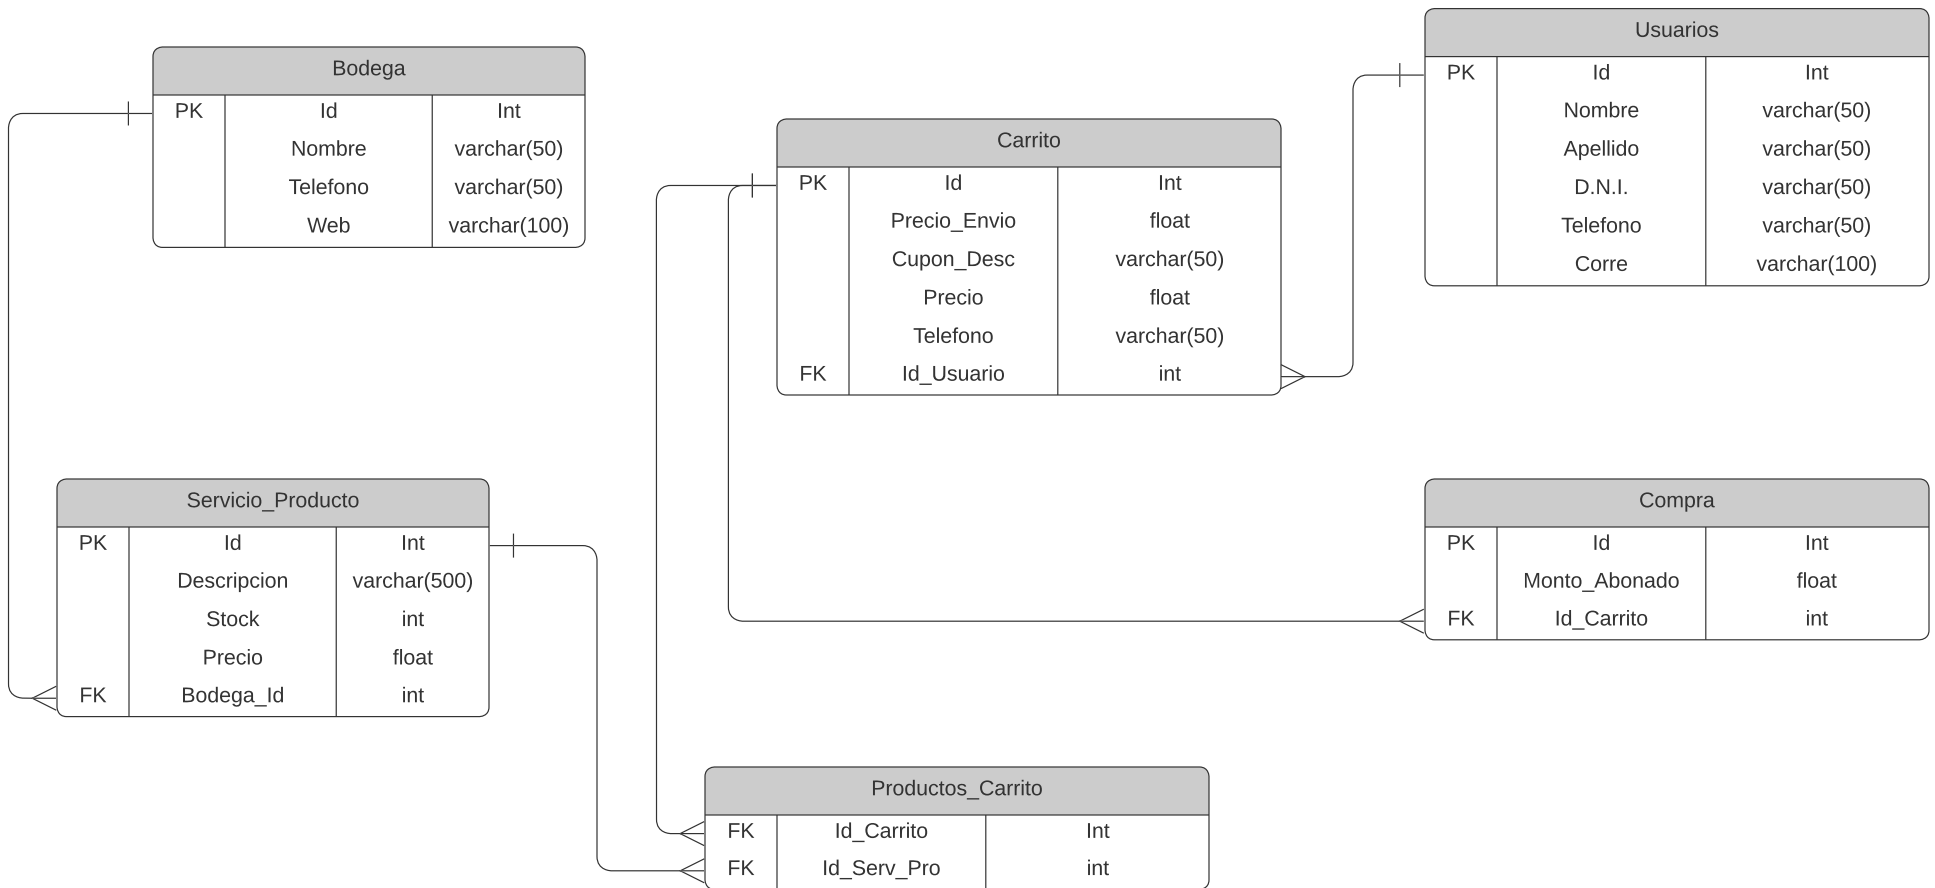 Bodega
PK Id Int
Nombre varchar(50)
Telefono varchar(50)
Web varchar(100)
Carrito
PK Id Int
Precio_Envio float
Cupon_Desc varchar(50)
Precio float
Telefono varchar(50)
FK Id_Usuario int
Usuarios
PK Id Int
Nombre varchar(50)
Apellido varchar(50)
D.N.I. varchar(50)
Telefono varchar(50)
Corre varchar(100)
Servicio_Producto
PK Id Int
Descripcion varchar(500)
Stock int
Precio float
FK Bodega_Id int
Compra
PK Id Int
Monto_Abonado float
FK Id_Carrito int
Productos_Carrito
FK Id_Carrito Int
FK Id_Serv_Pro int